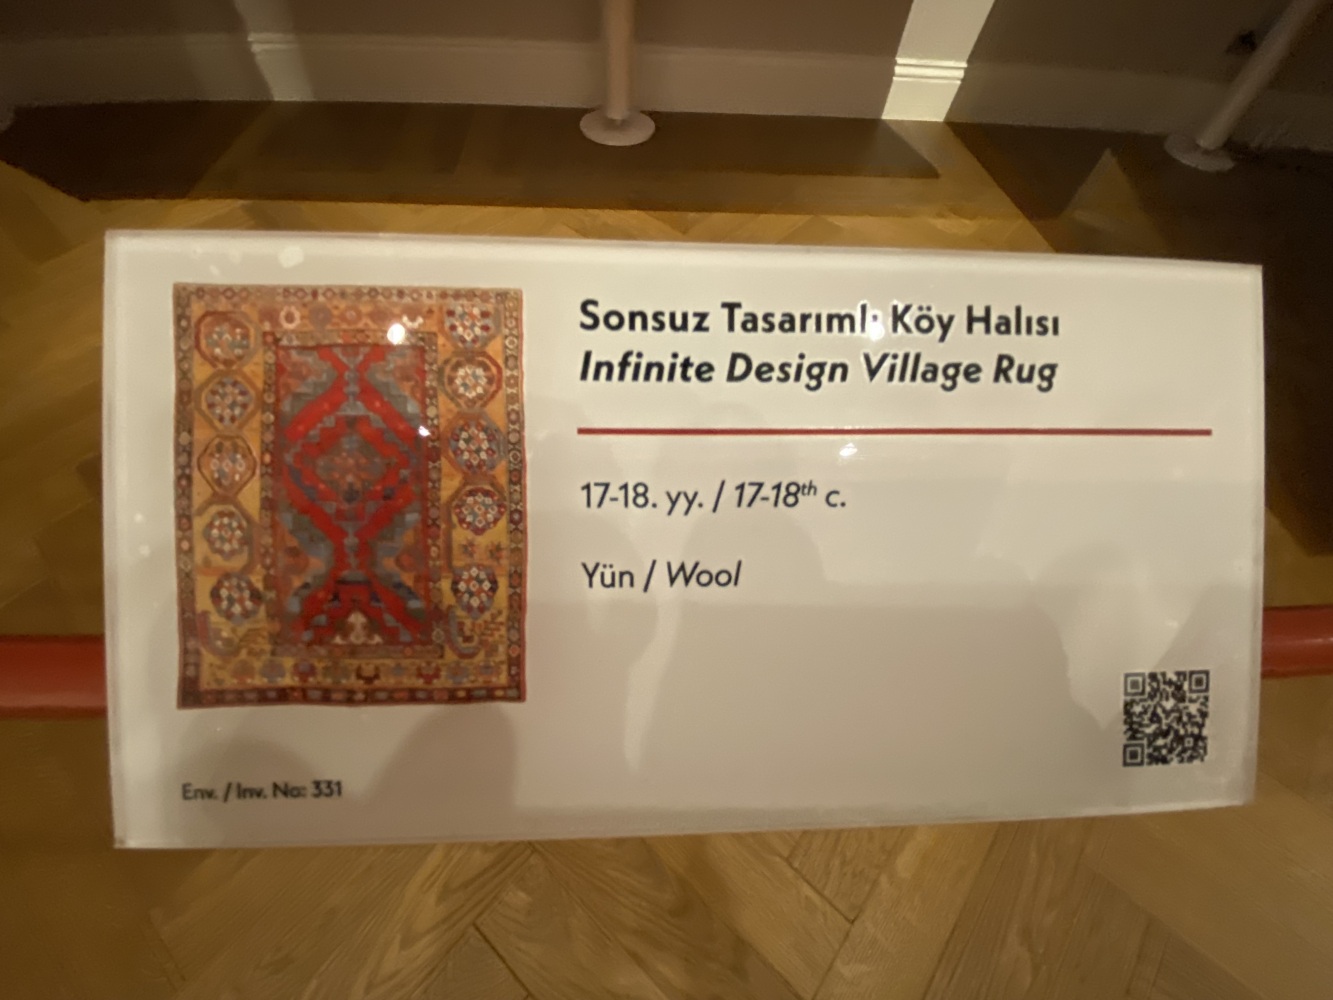 Sonsuz Tasarımlı Köy Halısı
Infinite Design Village Rug
17-18. yy. / 17-18th c.
Yün / Wool
Env. / Inv. No: 331